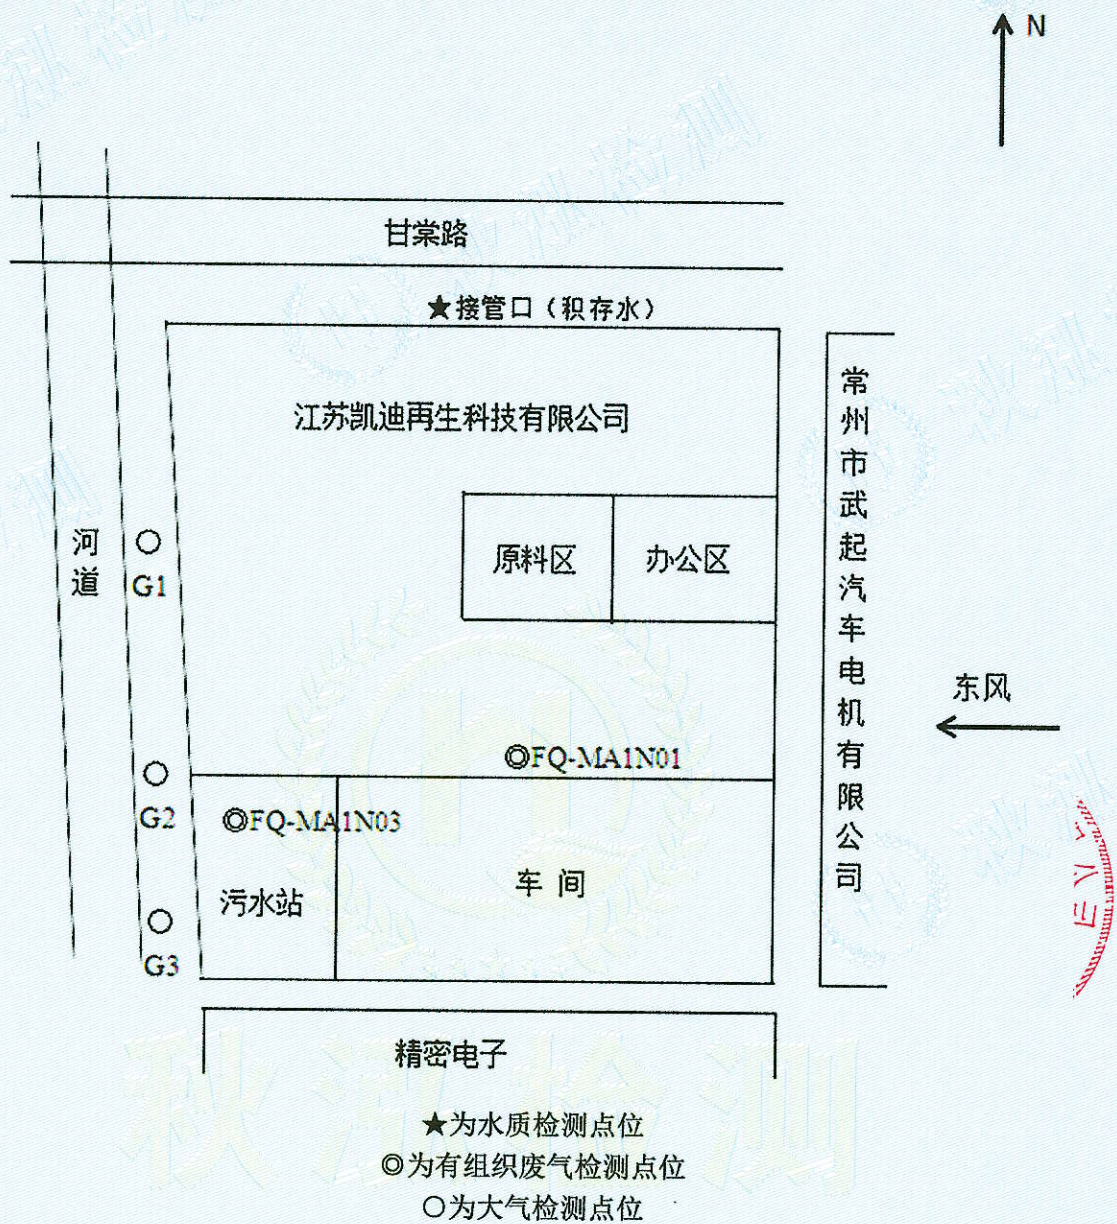 N
甘棠路
★接管口（积存水）
江苏凯迪再生科技有限公司
常州市武起汽车电机有限公司
原料区
办公区
河道
G1
东风
◎FQ-MA1N01
G2
◎FQ-MA1N03
车间
污水站
G3
精密电子
★为水质检测点位
◎为有组织废气检测点位
○为大气检测点位